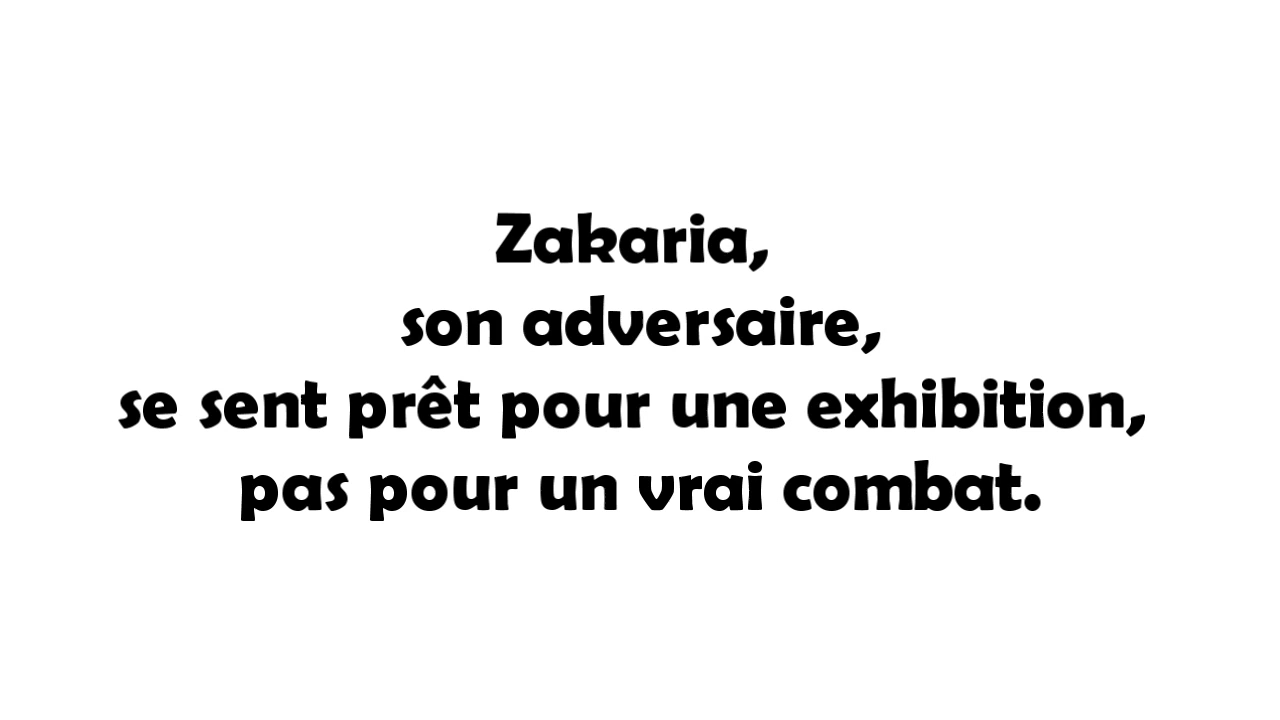 Zakaria,
son adversaire,
se sent prêt pour une exhibition,
pas pour un vrai combat.